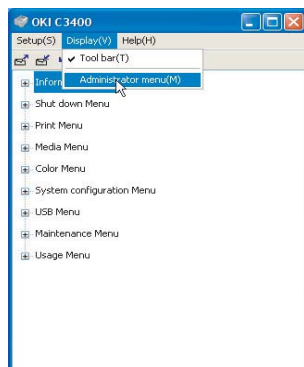 OKI C3400
Setup(S) Display(V) Help(H)
Tool bar(T)
Administrator menu(M)
Inform
Shut down Menu
Print Menu
Media Menu
Color Menu
System configuration Menu
USB Menu
Maintenance Menu
Usage Menu